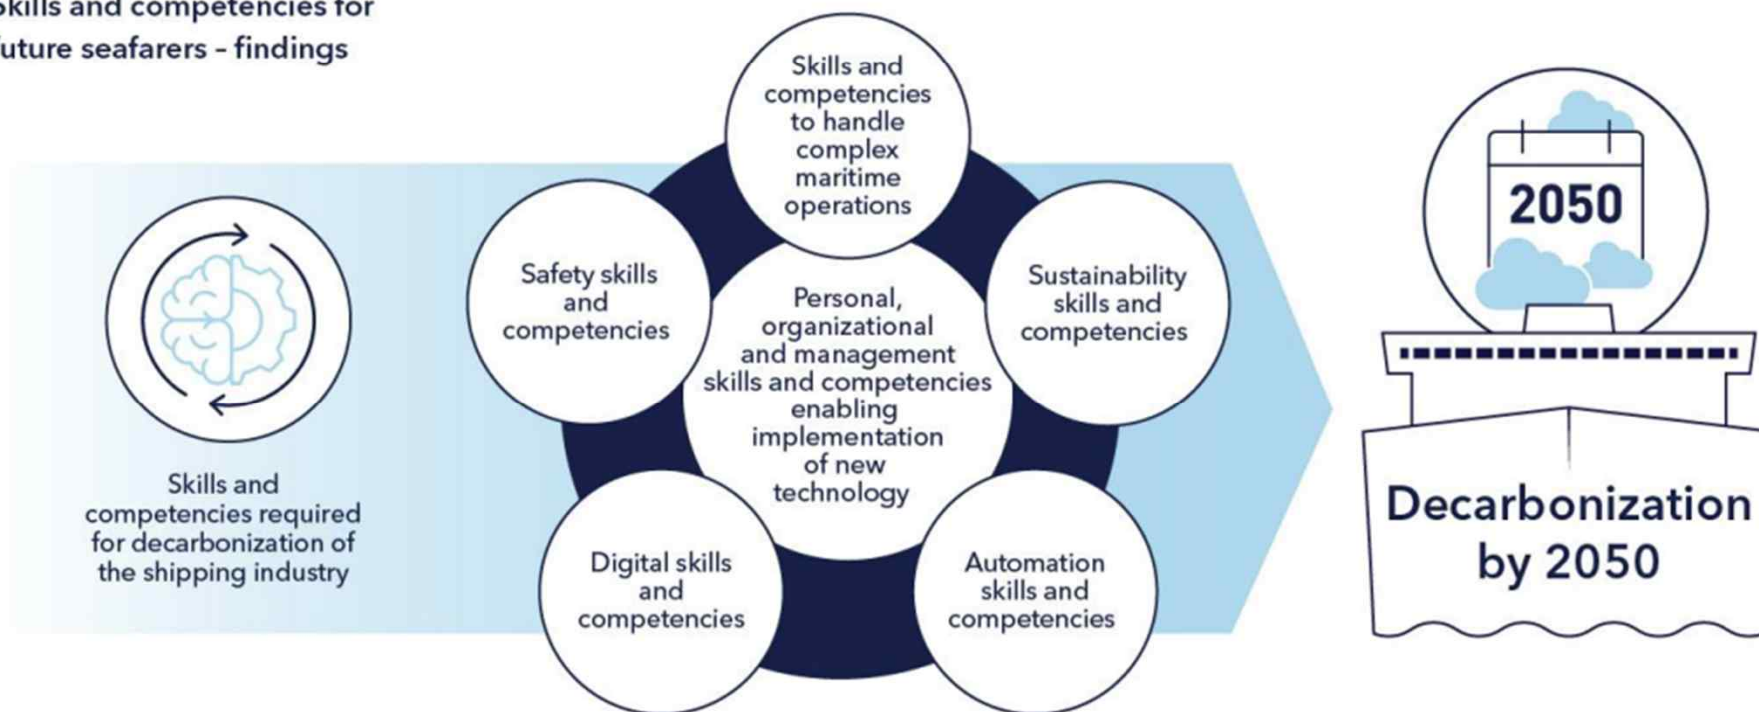 Skills and competencies for
future seafarers – findings
Skills and
competencies required
for decarbonization of
the shipping industry
Skills and
competencies
to handle
complex
maritime
operations
Safety skills
and
competencies
Sustainability
skills and
competencies
Personal,
organizational
and management
skills and competencies
enabling
implementation
of new
technology
Digital skills
and
competencies
Automation
skills and
competencies
2050
Decarbonization
by 2050